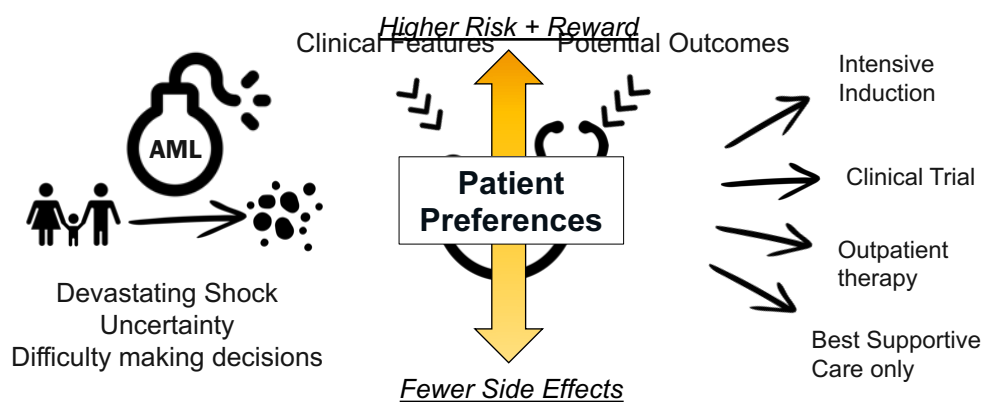 Higher Risk + Reward
Clinical Features
Potential Outcomes
AML
Devastating Shock
Uncertainty
Difficulty making decisions
Patient
Preferences
Fewer Side Effects
Intensive
Induction
Clinical Trial
Outpatient
therapy
Best Supportive
Care only